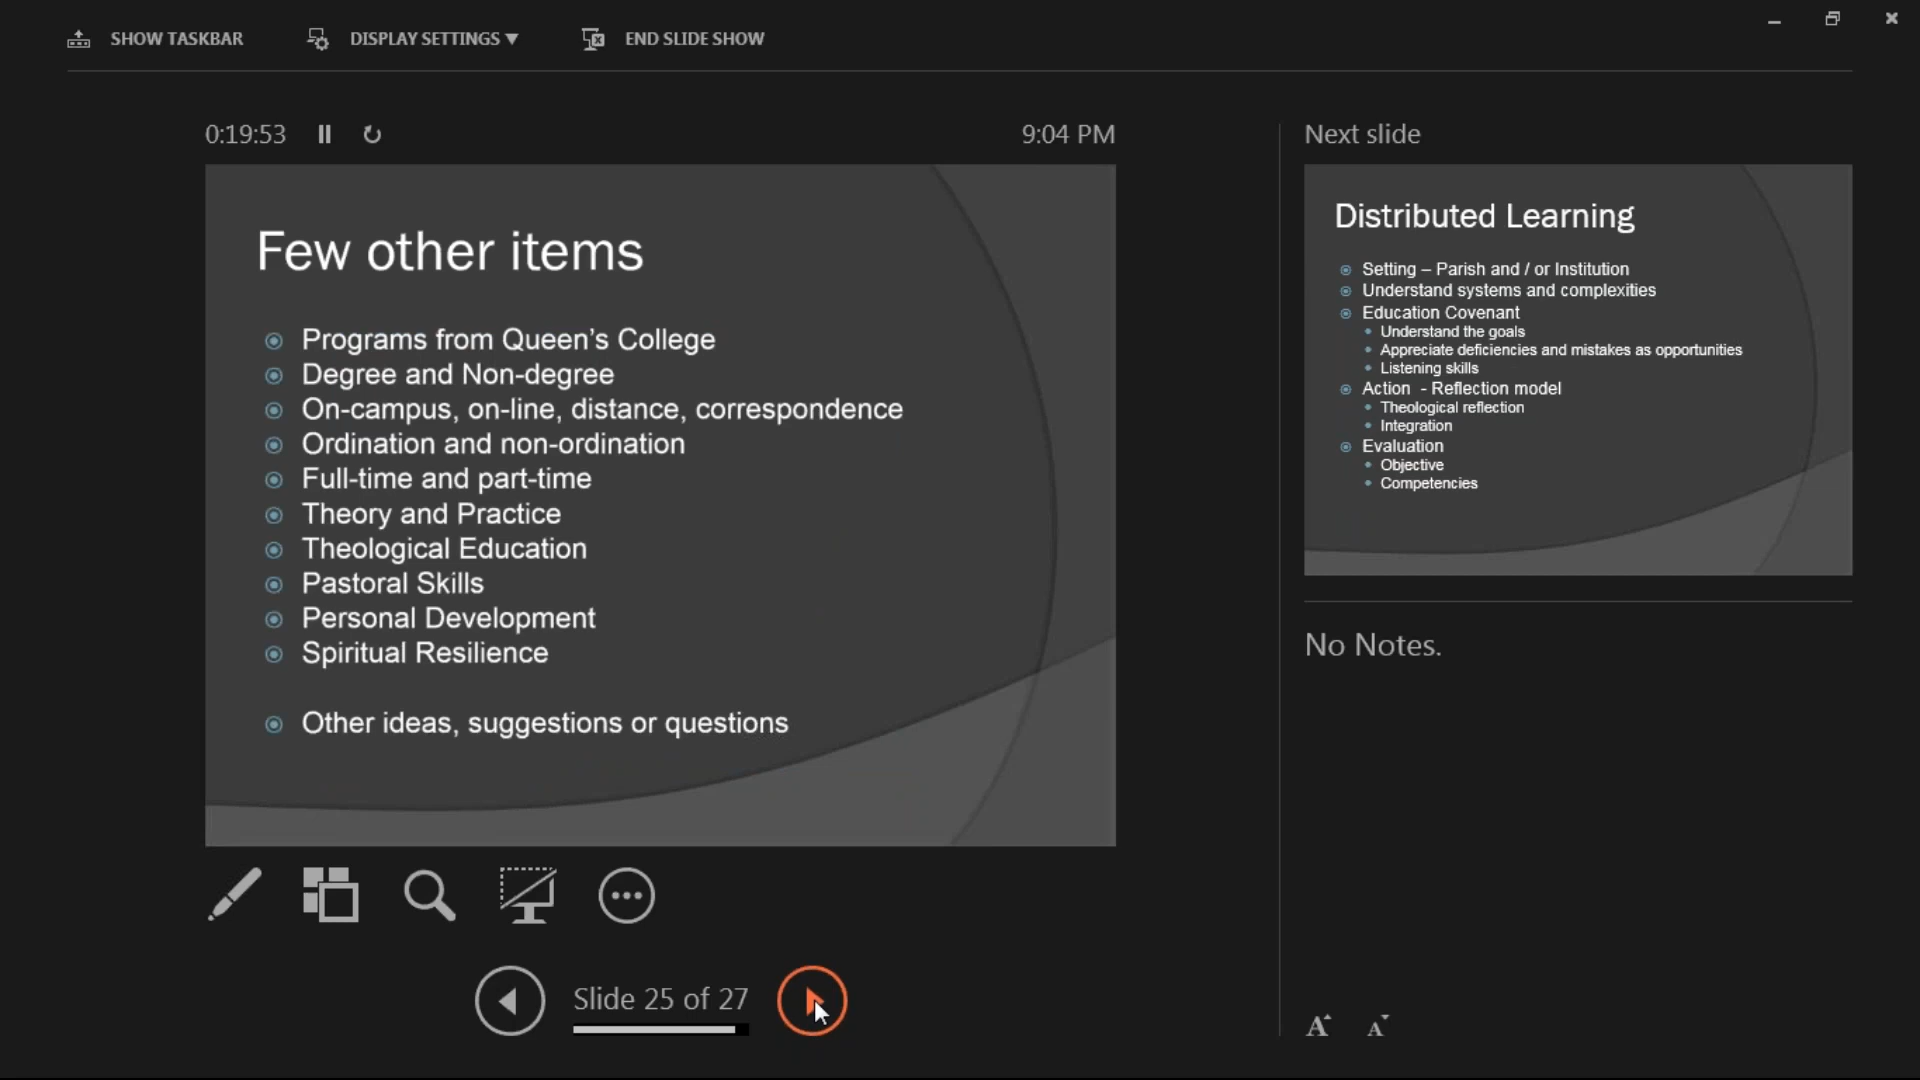 SHOW TASKBAR
DISPLAY SETTINGS ▼
END SLIDE SHOW
0:19:53
9:04 PM
Few other items
Programs from Queen’s College
Degree and Non-degree
On-campus, on-line, distance, correspondence
Ordination and non-ordination
Full-time and part-time
Theory and Practice
Theological Education
Pastoral Skills
Personal Development
Spiritual Resilience
Other ideas, suggestions or questions
Slide 25 of 27
Next slide
Distributed Learning
Setting – Parish and / or Institution
Understand systems and complexities
Education Covenant
Understand the goals
Appreciate deficiencies and mistakes as opportunities
Listening skills
Action - Reflection model
Theological reflection
Integration
Evaluation
Objective
Competencies
No Notes.
A A